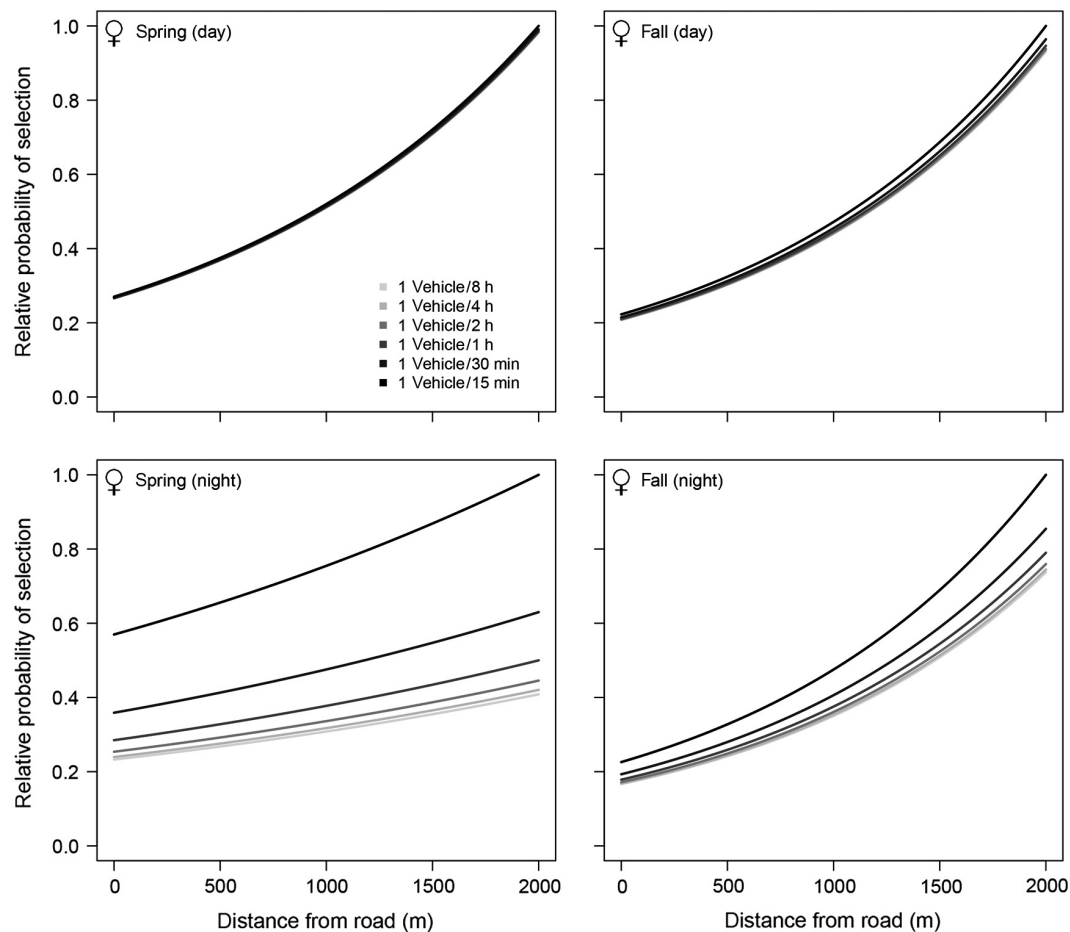 ♀ Spring (day)
1.0
0.8
0.6
0.4
0.2
0.0
Relative probability of selection
1 Vehicle/8 h
1 Vehicle/4 h
1 Vehicle/2 h
1 Vehicle/1 h
1 Vehicle/30 min
1 Vehicle/15 min
♀ Fall (day)
♀ Spring (night)
1.0
0.8
0.6
0.4
0.2
0.0
Relative probability of selection
0 500 1000 1500 2000
Distance from road (m)
♀ Fall (night)
0 500 1000 1500 2000
Distance from road (m)